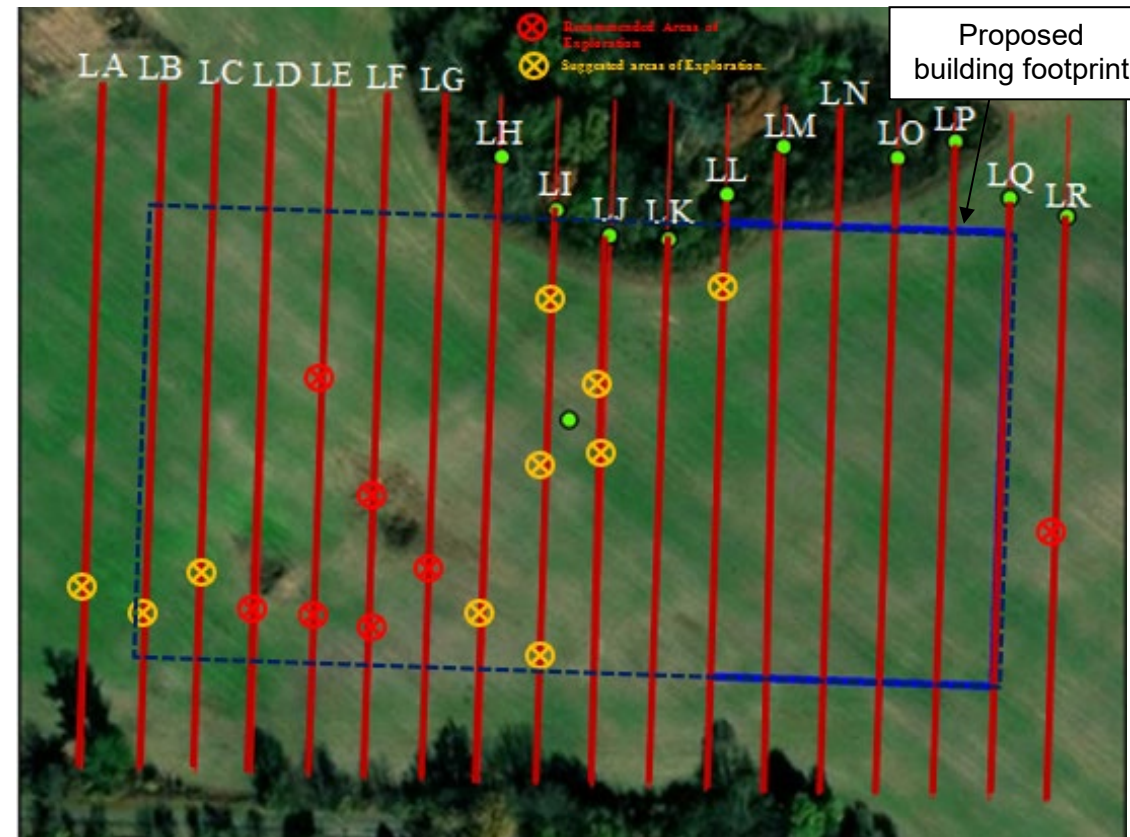 Recommended Areas of
Exploration
Suggested areas of Exploration.
Proposed
building footprint
LA LB LC LD LE LF LG
LH
LI
LJ
LK
LL
LM
LN
LO
LP
LQ
LR